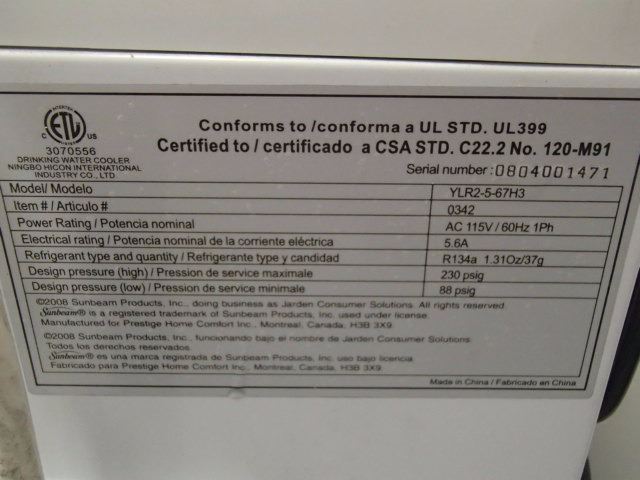 INTERTEK
ETL
C US
3070556
DRINKING WATER COOLER
NINGBO HICON INTERNATIONAL
INDUSTRY CO., LTD
Conforms to /conforma a UL STD. UL399
Certified to / certificado a CSA STD. C22.2 No. 120-M91
Serial number : 0804001471
Model/ Modelo YLR2-5-67H3
Item # / Articulo # 0342
Power Rating / Potencia nominal AC 115V / 60Hz 1Ph
Electrical rating / Potencia nominal de la corriente eléctrica 5.6A
Refrigerant type and quantity / Refrigerante type y candidad R134a 1.31Oz/37g
Design pressure (high) / Pression de service maximale 230 psig
Design pressure (low) / Pression de service minimale 88 psig
©2008 Sunbeam Products, Inc., doing business as Jarden Consumer Solutions. All rights reserved.
Sunbeam® is a registered trademark of Sunbeam Products, Inc. used under license.
Manufactured for Prestige Home Comfort Inc., Montreal, Canada, H3B 3X9
©2008 Sunbeam Products, Inc., funcionando bajo el nombre de Jarden Consumer Solutions.
Todos los derechos reservados.
Sunbeam® es una marca registrada de Sunbeam Products, Inc. uso bajo licencia.
Fabricado para Prestige Home Comfort Inc., Montreal, Canada, H3B 3X9
Made in China / Fabricado en China